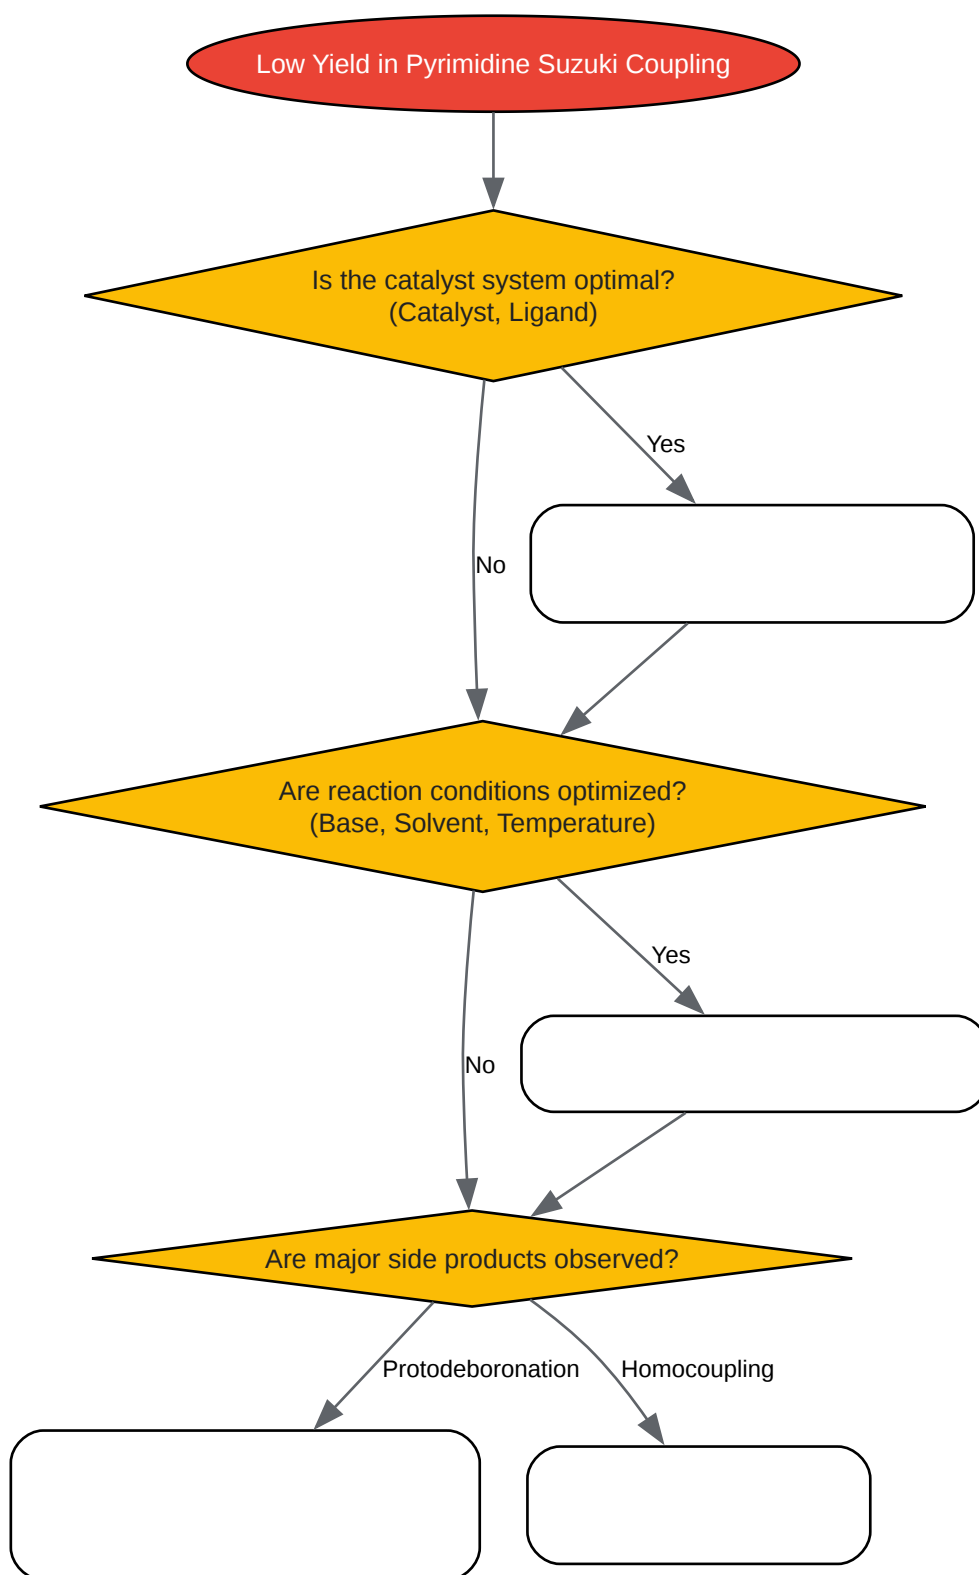 Low Yield in Pyrimidine Suzuki Coupling
Is the catalyst system optimal?
(Catalyst, Ligand)
Yes
No
Are reaction conditions optimized?
(Base, Solvent, Temperature)
Yes
No
Are major side products observed?
Protodeboronation
Homocoupling